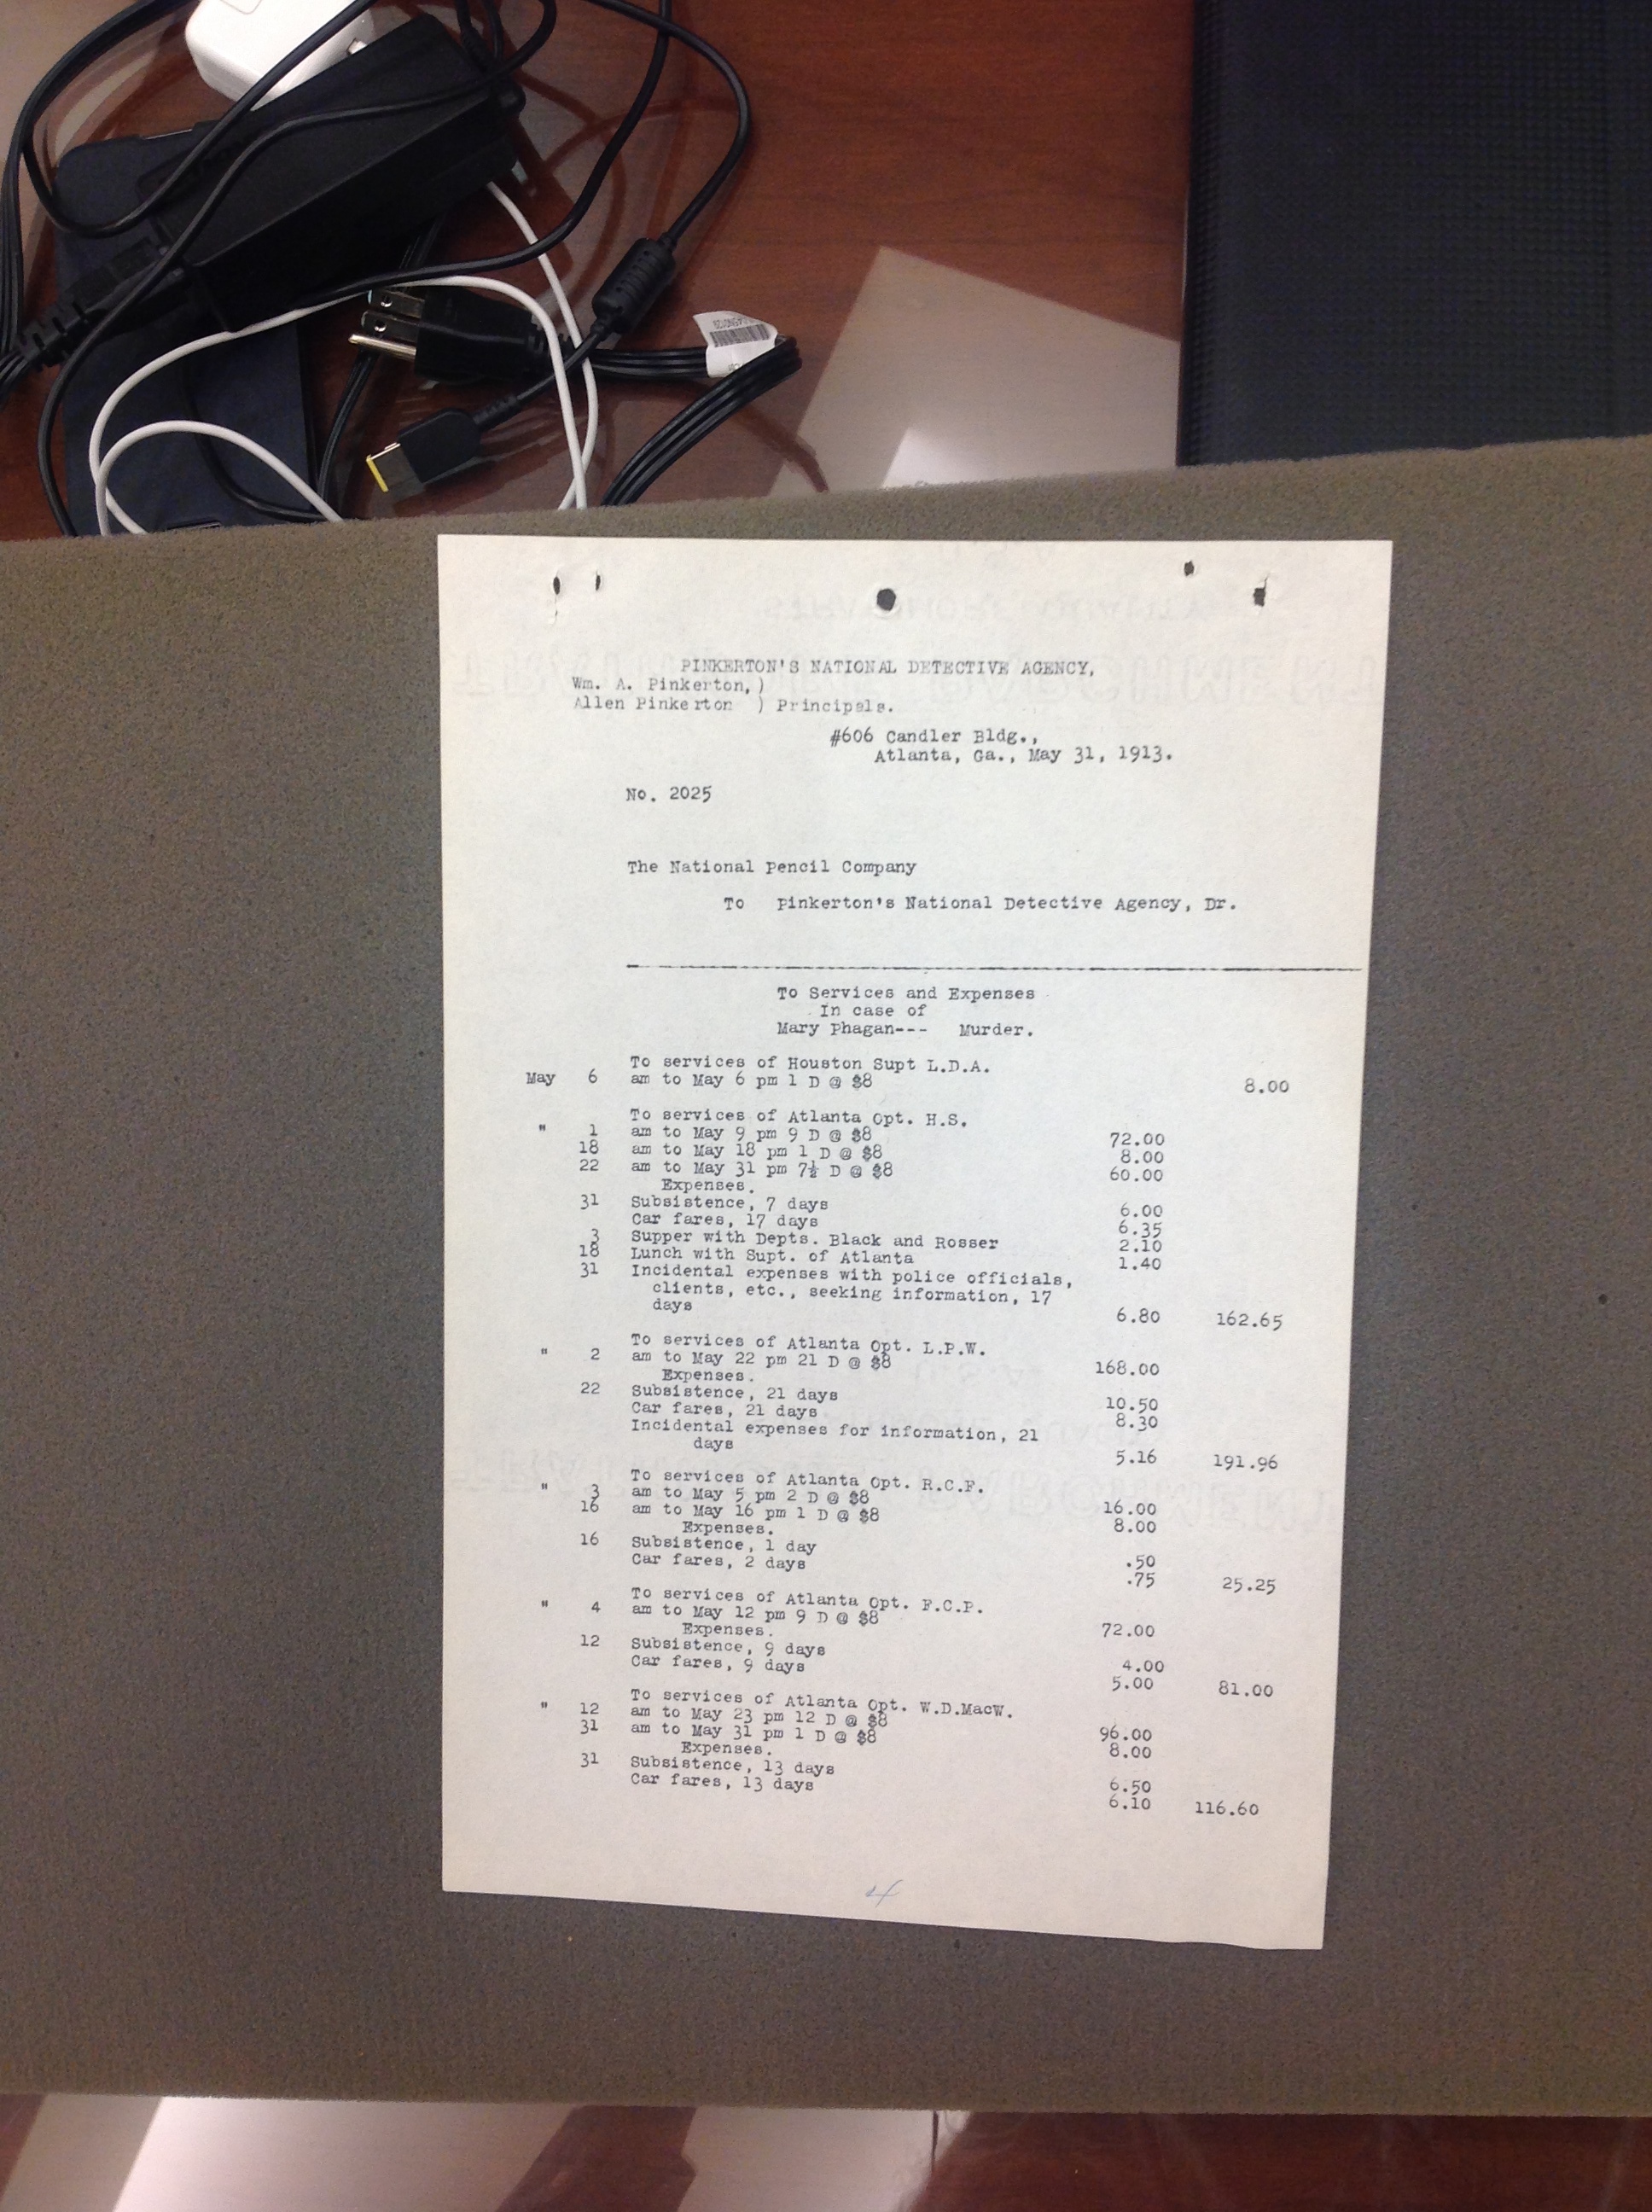 PINKERTON'S NATIONAL DETECTIVE AGENCY,
Wm. A. Pinkerton,)
Allen Pinkerton ) Principals.
#606 Candler Bldg.,
Atlanta, Ga., May 31, 1913.
No. 2025
The National Pencil Company
To Pinkerton's National Detective Agency, Dr.
To Services and Expenses
In case of
Mary Phagan--- Murder.
To services of Houston Supt L.D.A.
May 6 am to May 6 pm 1 D @ $8 8.00
To services of Atlanta Opt. H.S.
" 1 am to May 9 pm 9 D @ $8 72.00
18 am to May 18 pm 1 D @ $8 8.00
22 am to May 31 pm 7½ D @ $8 60.00
Expenses.
31 Subsistence, 7 days 6.00
Car fares, 17 days 6.35
3 Supper with Depts. Black and Rosser 2.10
18 Lunch with Supt. of Atlanta 1.40
31 Incidental expenses with police officials,
clients, etc., seeking information, 17
days 6.80 162.65
To services of Atlanta Opt. L.P.W.
" 2 am to May 22 pm 21 D @ $8 168.00
Expenses.
22 Subsistence, 21 days 10.50
Car fares, 21 days 8.30
Incidental expenses for information, 21
days 5.16 191.96
To services of Atlanta Opt. R.C.F.
" 3 am to May 5 pm 2 D @ $8 16.00
16 am to May 16 pm 1 D @ $8 8.00
Expenses.
16 Subsistence, 1 day .50
Car fares, 2 days .75 25.25
To services of Atlanta Opt. F.C.P.
" 4 am to May 12 pm 9 D @ $8 72.00
Expenses.
12 Subsistence, 9 days 4.00
Car fares, 9 days 5.00 81.00
To services of Atlanta Opt. W.D.MacW.
" 12 am to May 23 pm 12 D @ $8 96.00
31 am to May 31 pm 1 D @ $8 8.00
Expenses.
31 Subsistence, 13 days 6.50
Car fares, 13 days 6.10 116.60
4